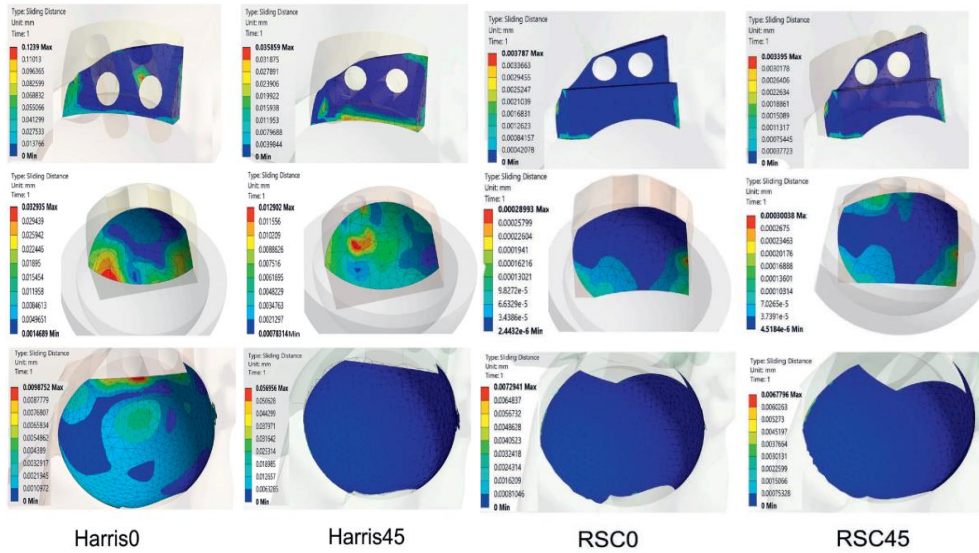 Type: Sliding Distance
Unit: mm
Time: 1
0.1239 Max
0.11013
0.096365
0.082599
0.068832
0.055066
0.041299
0.027533
0.013766
0 Min
Type: Sliding Distance
Unit: mm
Time: 1
0.035859 Max
0.031875
0.027891
0.023906
0.019922
0.015938
0.011953
0.0079688
0.0039844
0 Min
Type: Sliding Distance
Unit: mm
Time: 1
0.003787 Max
0.0033663
0.0029455
0.0025247
0.0021039
0.0016831
0.0012623
0.00084157
0.00042078
0 Min
Type: Sliding Distance
Unit: mm
Time: 1
0.003395 Max
0.0030178
0.0026406
0.0022634
0.0018861
0.0015089
0.0011317
0.00075445
0.00037723
0 Min
Type: Sliding Distance
Unit: mm
Time: 1
0.032935 Max
0.029439
0.025942
0.022446
0.01895
0.015454
0.011958
0.0084613
0.0049651
0.0014689 Min
Type: Sliding Distance
Unit: mm
Time: 1
0.012902 Max
0.011556
0.010209
0.0088626
0.007516
0.0061695
0.0048229
0.0034763
0.0021297
0.00078314 Min
Type: Sliding Distance
Unit: mm
Time: 1
0.00028993 Max
0.00025799
0.00022604
0.0001941
0.00016216
0.00013021
9.8272e-5
6.6329e-5
3.4386e-5
2.4432e-6 Min
Type: Sliding Distance
Unit: mm
Time: 1
0.00030038 Ma:
0.0002675
0.00023463
0.00020176
0.00016888
0.00013601
0.00010314
7.0265e-5
3.7391e-5
4.5184e-6 Min
Type: Sliding Distance
Unit: mm
Time: 1
0.0098752 Max
0.0087779
0.0076807
0.0065834
0.0054862
0.004389
0.0032917
0.0021945
0.0010972
0 Min
Type: Sliding Distance
Unit: mm
Time: 1
0.056956 Max
0.050628
0.044299
0.037971
0.031642
0.025314
0.018985
0.012657
0.0063285
0 Min
Type: Sliding Distance
Unit: mm
Time: 1
0.0072941 Max
0.0064837
0.0056732
0.0048628
0.0040523
0.0032418
0.0024314
0.0016209
0.00081046
0 Min
Type: Sliding Distance
Unit: mm
Time: 1
0.0067796 Max
0.0060263
0.005273
0.0045197
0.0037664
0.0030131
0.0022599
0.0015066
0.00075328
0 Min
Harris0
Harris45
RSC0
RSC45